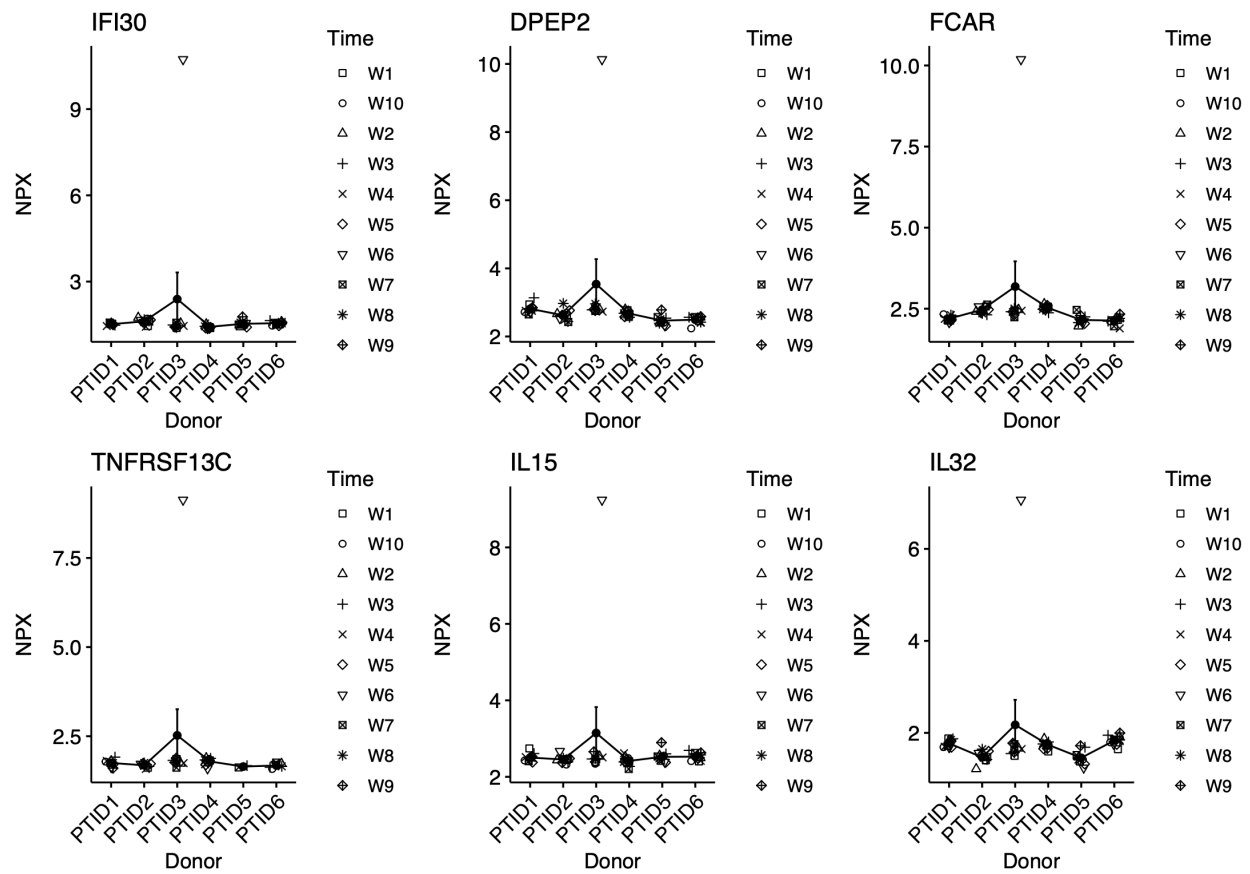 IFI30
NPX
9
6
3
PTID1 PTID2 PTID3 PTID4 PTID5 PTID6
Donor
Time
W1
W10
W2
W3
W4
W5
W6
W7
W8
W9
DPEP2
NPX
10
8
6
4
2
PTID1 PTID2 PTID3 PTID4 PTID5 PTID6
Donor
Time
W1
W10
W2
W3
W4
W5
W6
W7
W8
W9
FCAR
NPX
10.0
7.5
5.0
2.5
PTID1 PTID2 PTID3 PTID4 PTID5 PTID6
Donor
Time
W1
W10
W2
W3
W4
W5
W6
W7
W8
W9
TNFRSF13C
NPX
7.5
5.0
2.5
PTID1 PTID2 PTID3 PTID4 PTID5 PTID6
Donor
Time
W1
W10
W2
W3
W4
W5
W6
W7
W8
W9
IL15
NPX
8
6
4
2
PTID1 PTID2 PTID3 PTID4 PTID5 PTID6
Donor
Time
W1
W10
W2
W3
W4
W5
W6
W7
W8
W9
IL32
NPX
6
4
2
PTID1 PTID2 PTID3 PTID4 PTID5 PTID6
Donor
Time
W1
W10
W2
W3
W4
W5
W6
W7
W8
W9